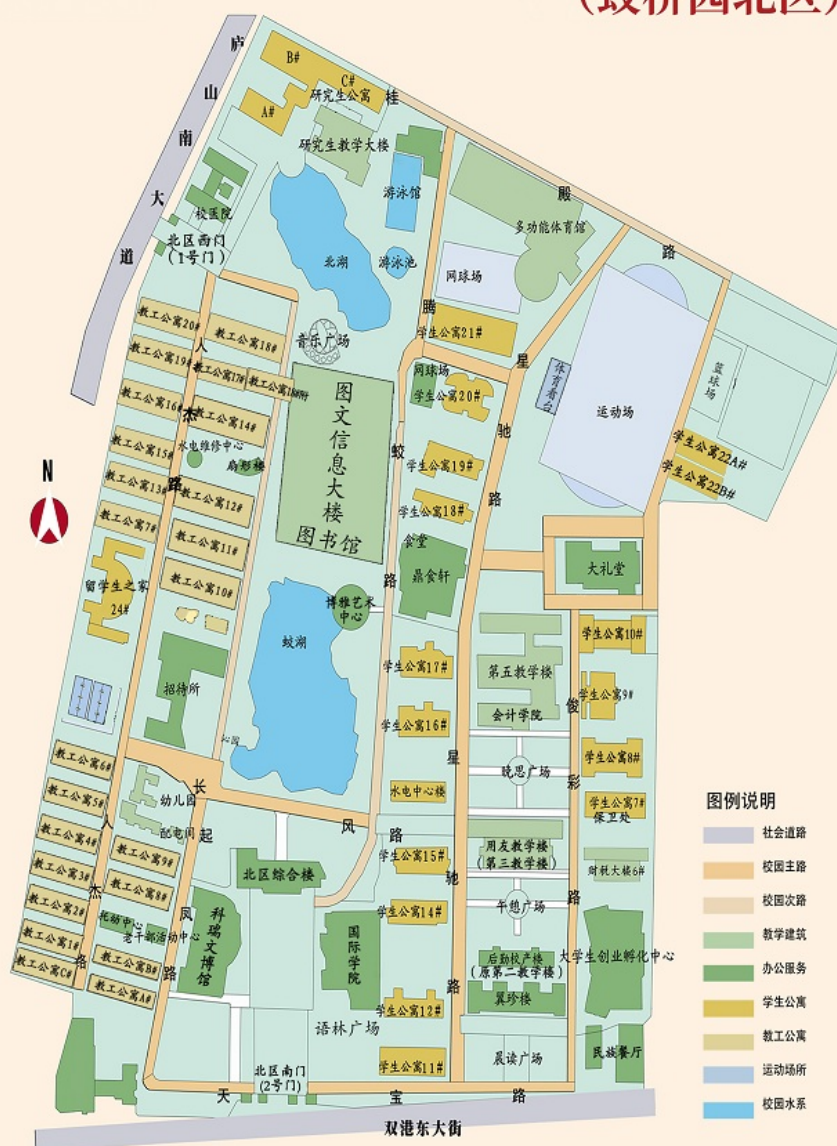 (蛟桥园北区)
庐
山
南
大
道
B#
C#
研究生公寓
A#
桂
研究生教学大楼
殿
路
游泳馆
校医院
多功能体育馆
北区西门
(1号门)
北湖
游泳池
网球场
腾
音乐广场
学生公寓21#
星
教工公寓20#
人
教工公寓18#
教工公寓19#
教工公寓17#
网球场
学生公寓20#
体育看台
运动场
篮球场
图文信息大楼
图书馆
教工公寓16#
杰
教工公寓14#
驰
蛟
教工公寓15#
水电维修中心
扇形楼
学生公寓19#
学生公寓22A#
学生公寓22B#
教工公寓13#
路
教工公寓12#
路
学生公寓18#
N
教工公寓7#
教工公寓11#
食堂
鼎食轩
大礼堂
留学生之家
24#
教工公寓10#
路
博雅艺术
中心
蛟湖
学生公寓10#
招待所
学生公寓17#
第五教学楼
学生公寓9#
俊
学生公寓16#
会计学院
沁园
星
晚思广场
学生公寓8#
教工公寓6#
幼儿园
长
彩
水电中心楼
学生公寓7#
保卫处
教工公寓5#
人
配电间
起
风
路
用友教学楼
(第三教学楼)
教工公寓4#
教工公寓9#
学生公寓15#
财税大楼6#
教工公寓3#
杰
教工公寓8#
北区综合楼
驰
路
教工公寓2#
凤
学生公寓14#
午憩广场
托幼中心
老干部活动中心
科瑞文博馆
国际学院
教工公寓1#
路
教工公寓B#
路
后勤校产楼
(原第二教学楼)
大学生创业孵化中心
教工公寓C#
教工公寓A#
路
翼珍楼
学生公寓12#
语林广场
晨读广场
民族餐厅
学生公寓11#
北区南门
(2号门)
天
宝
路
双港东大街
图例说明
社会道路
校园主路
校园次路
教学建筑
办公服务
学生公寓
教工公寓
运动场所
校园水系